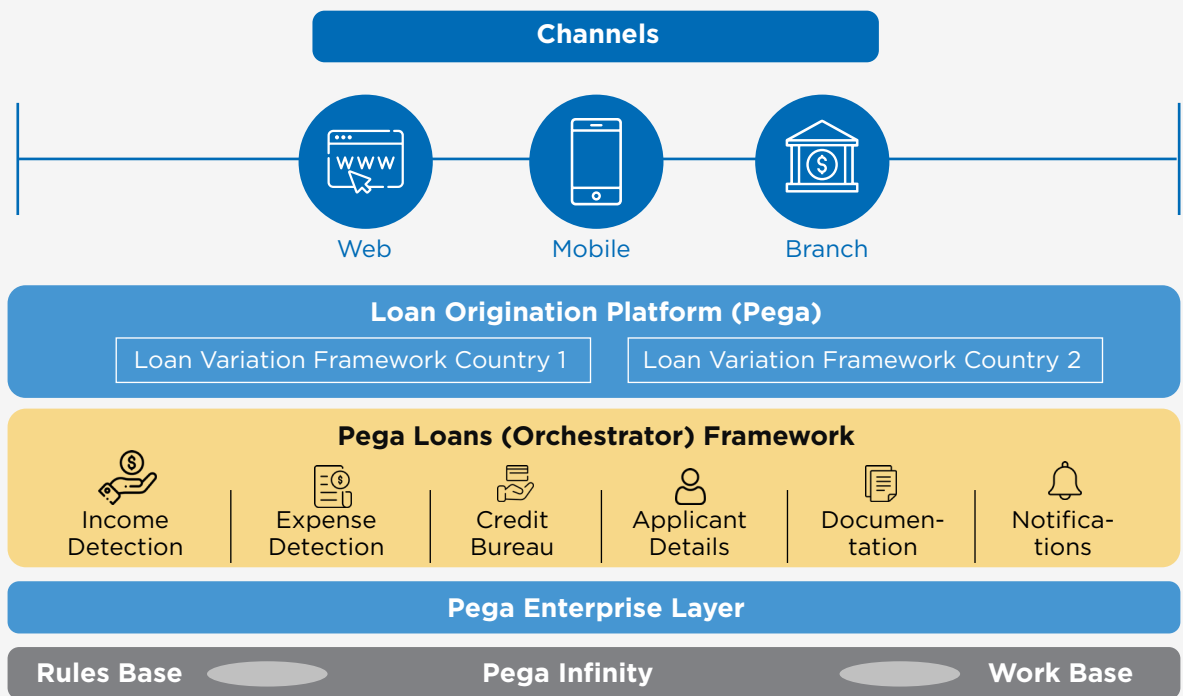 Channels
WWW
Web
Mobile
Branch
Loan Origination Platform (Pega)
Loan Variation Framework Country 1
Loan Variation Framework Country 2
Pega Loans (Orchestrator) Framework
Income
Detection
Expense
Detection
Credit
Bureau
Applicant
Details
Documen-
tation
Notifica-
tions
Pega Enterprise Layer
Rules Base
Pega Infinity
Work Base